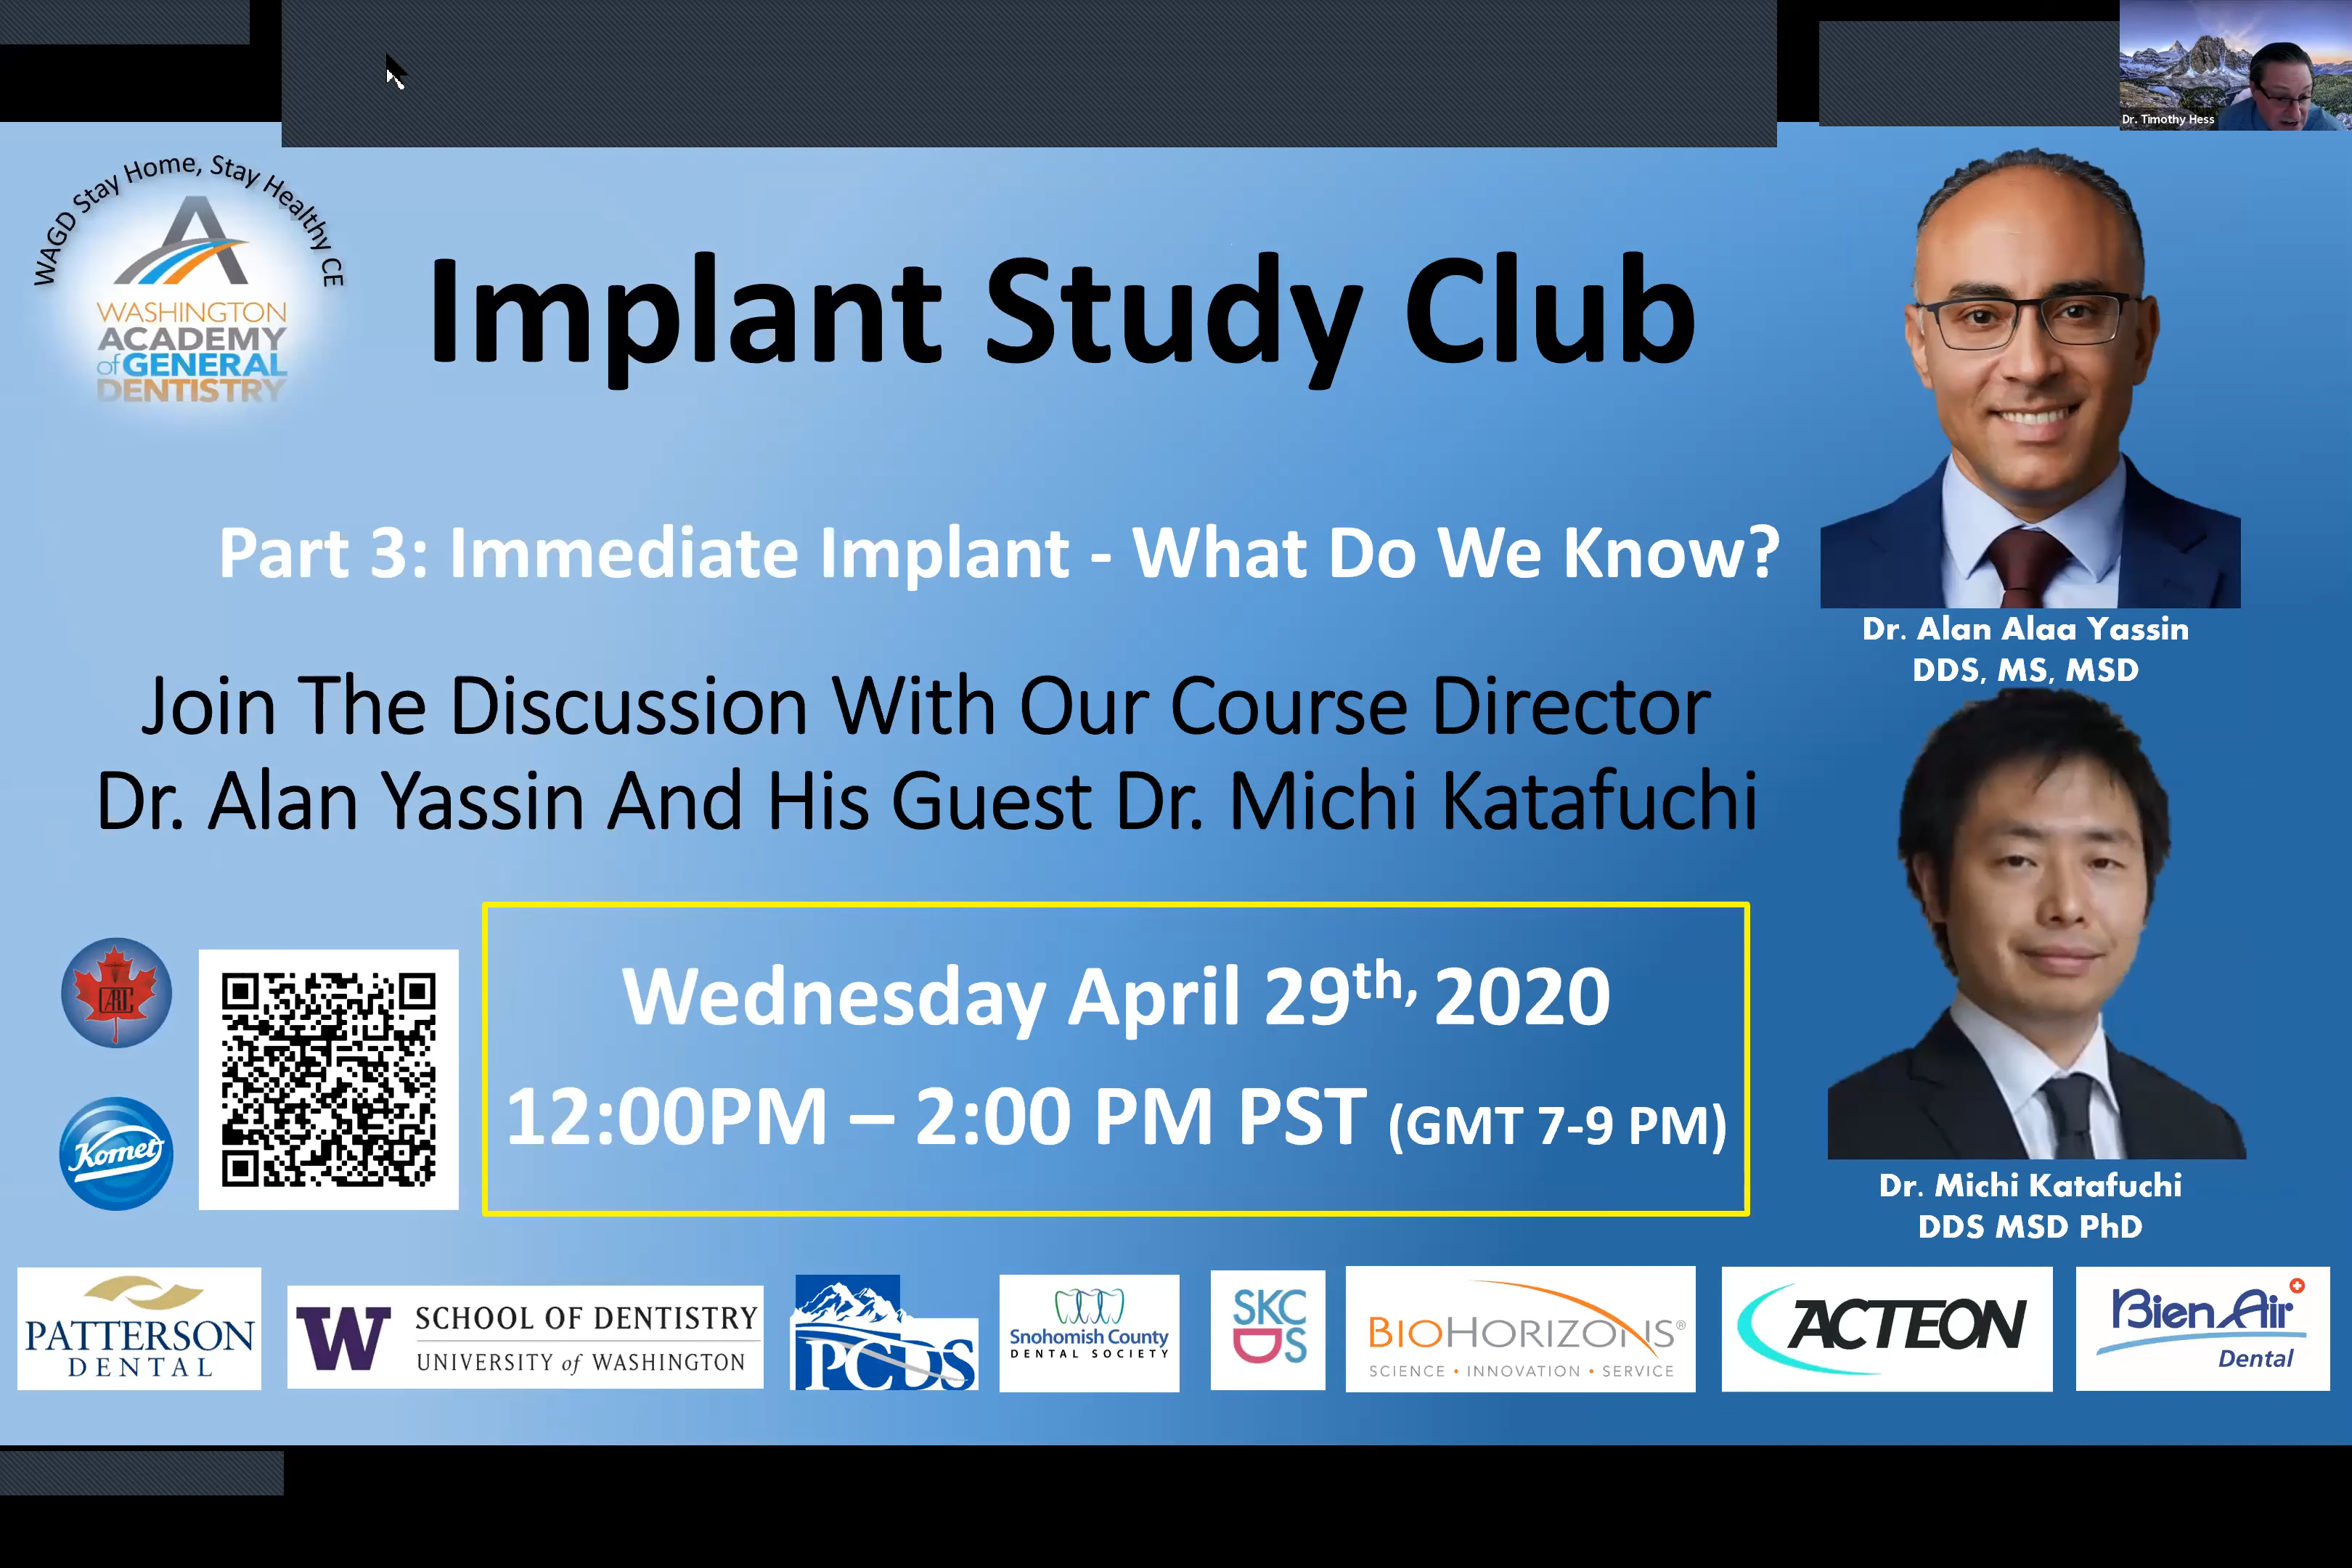 Dr. Timothy Hess
WAGD Stay Home, Stay Healthy CE
WASHINGTON
ACADEMY
of GENERAL
DENTISTRY
Implant Study Club
Part 3: Immediate Implant - What Do We Know?
Join The Discussion With Our Course Director
Dr. Alan Yassin And His Guest Dr. Michi Katafuchi
Dr. Alan Alaa Yassin
DDS, MS, MSD
Wednesday April 29th, 2020
12:00PM – 2:00 PM PST (GMT 7-9 PM)
Dr. Michi Katafuchi
DDS MSD PhD
Komet
PATTERSON
DENTAL
W
SCHOOL OF DENTISTRY
UNIVERSITY of WASHINGTON
PCDS
Snohomish County
DENTAL SOCIETY
SKC
DS
BIOHORIZONS®
SCIENCE • INNOVATION • SERVICE
ACTEON
Bien Air
Dental